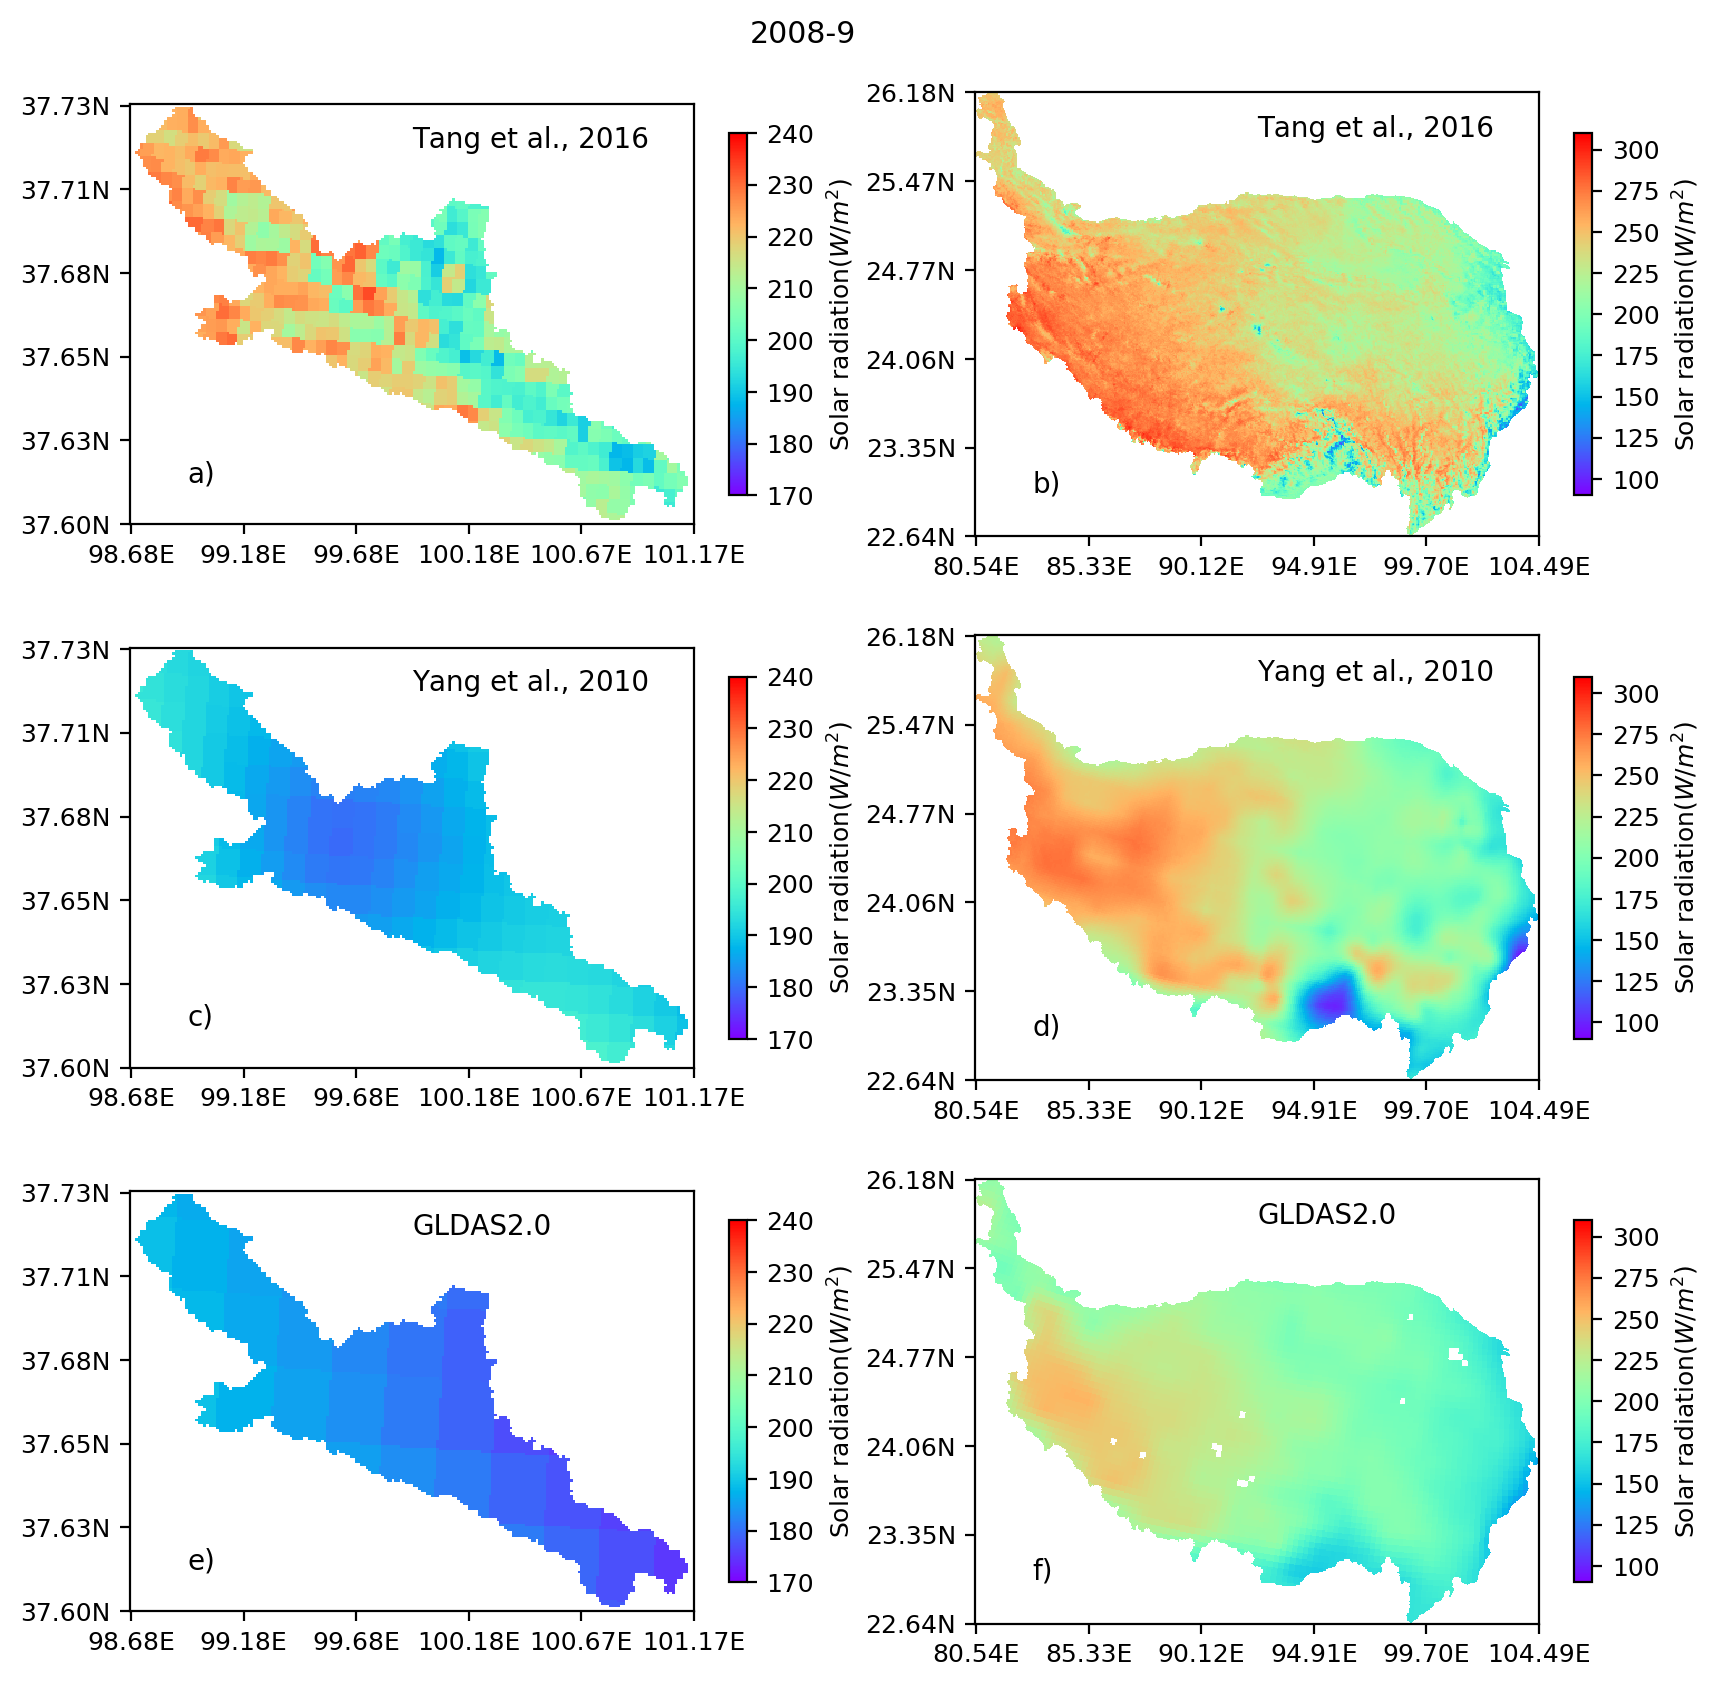 2008-9
37.73N
37.71N
37.68N
37.65N
37.63N
37.60N
98.68E 99.18E 99.68E 100.18E 100.67E 101.17E
Tang et al., 2016
a)
240
230
220
210
200
190
180
170
Solar radiation(W/m²)
26.18N
25.47N
24.77N
24.06N
23.35N
22.64N
80.54E 85.33E 90.12E 94.91E 99.70E 104.49E
Tang et al., 2016
b)
300
275
250
225
200
175
150
125
100
Solar radiation(W/m²)
37.73N
37.71N
37.68N
37.65N
37.63N
37.60N
98.68E 99.18E 99.68E 100.18E 100.67E 101.17E
Yang et al., 2010
c)
240
230
220
210
200
190
180
170
Solar radiation(W/m²)
26.18N
25.47N
24.77N
24.06N
23.35N
22.64N
80.54E 85.33E 90.12E 94.91E 99.70E 104.49E
Yang et al., 2010
d)
300
275
250
225
200
175
150
125
100
Solar radiation(W/m²)
37.73N
37.71N
37.68N
37.65N
37.63N
37.60N
98.68E 99.18E 99.68E 100.18E 100.67E 101.17E
GLDAS2.0
e)
240
230
220
210
200
190
180
170
Solar radiation(W/m²)
26.18N
25.47N
24.77N
24.06N
23.35N
22.64N
80.54E 85.33E 90.12E 94.91E 99.70E 104.49E
GLDAS2.0
f)
300
275
250
225
200
175
150
125
100
Solar radiation(W/m²)